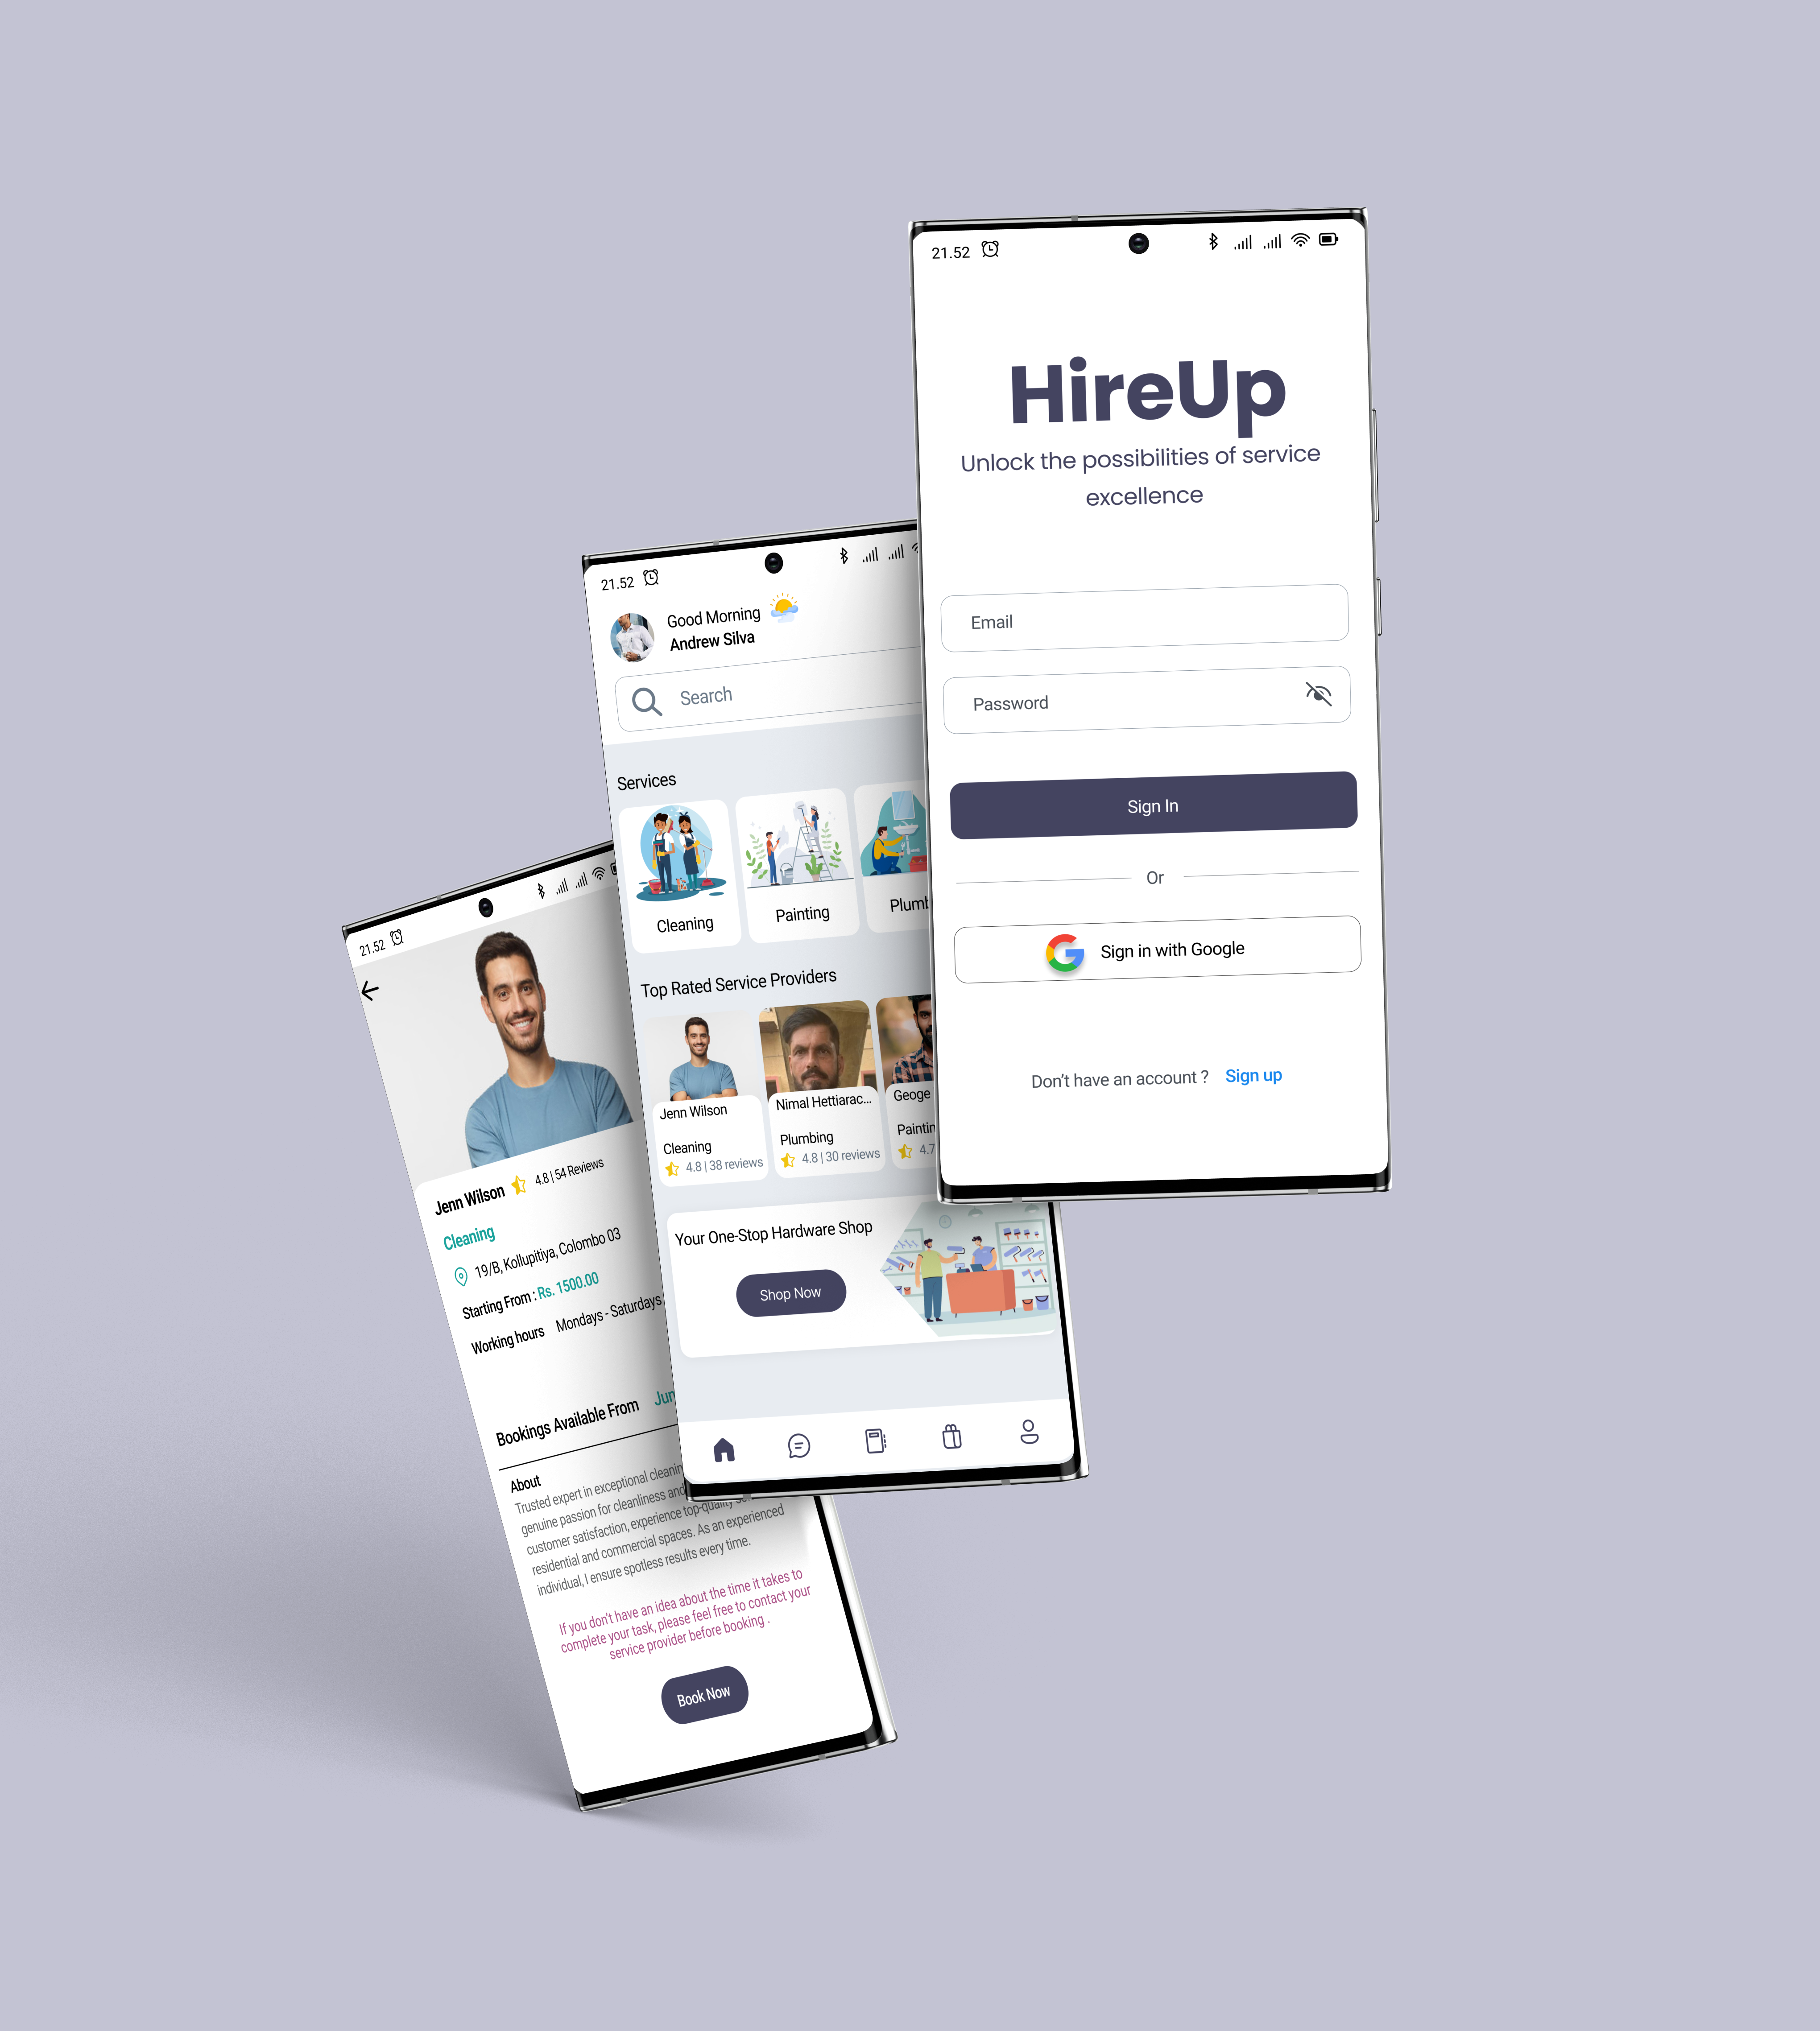 21.52
HireUp
Unlock the possibilities of service
excellence
Email
Password
Sign In
Or
Sign in with Google
Don't have an account ? Sign up
21.52
Good Morning
Andrew Silva
Search
Services
Cleaning
Painting
Plumb
Top Rated Service Providers
Jenn Wilson
Cleaning
4.8 | 38 reviews
Nimal Hettiarac...
Plumbing
4.8 | 30 reviews
Geoge
Paintin
4.7
Your One-Stop Hardware Shop
Shop Now
21.52
Jenn Wilson 4.8 | 54 Reviews
Cleaning
19/B, Kollupitiya, Colombo 03
Starting From : Rs. 1500.00
Working hours Mondays - Saturdays
Bookings Available From
About
Trusted expert in exceptional cleanin
genuine passion for cleanliness and
customer satisfaction, experience top-quality
residential and commercial spaces. As an experienced
individual, I ensure spotless results every time.
If you don't have an idea about the time it takes to
complete your task, please feel free to contact your
service provider before booking .
Book Now